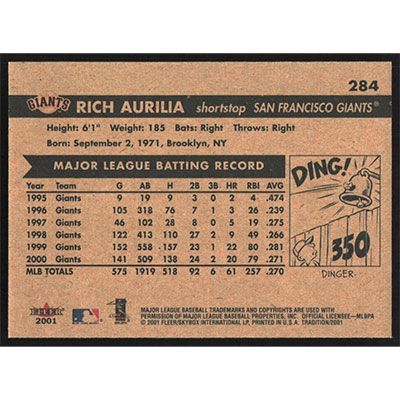 284
GIANTS RICH AURILIA shortstop SAN FRANCISCO GIANTS®
Height: 6'1" Weight: 185 Bats: Right Throws: Right
Born: September 2, 1971, Brooklyn, NY
MAJOR LEAGUE BATTING RECORD
Year Team G AB H 2B 3B HR RBI AVG
1995 Giants 9 19 9 3 0 2 4 .474
1996 Giants 105 318 76 7 1 3 26 .239
1997 Giants 46 102 28 8 0 5 19 .275
1998 Giants 122 413 110 27 2 9 49 .266
1999 Giants 152 558 157 23 1 22 80 .281
2000 Giants 141 509 138 24 2 20 79 .271
MLB TOTALS 575 1919 518 92 6 61 257 .270
DING!
350
DINGER
FLEER
2001
MAJOR LEAGUE BASEBALL TRADEMARKS AND COPYRIGHTS ARE USED WITH
PERMISSION OF MAJOR LEAGUE BASEBALL PROPERTIES, INC. OFFICIAL LICENSEE—MLBPA
© 2001 FLEER/SKYBOX INTERNATIONAL LP, PRINTED IN U.S.A. TRADITION/2001